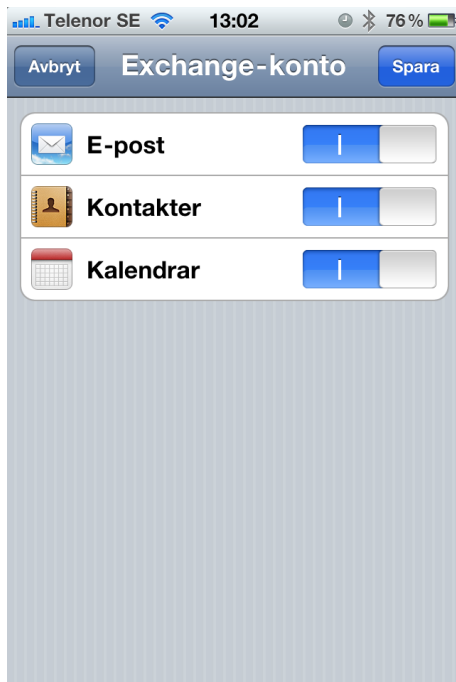 Telenor SE 13:02 76 %
Avbryt Exchange-konto Spara
E-post
Kontakter
Kalendrar